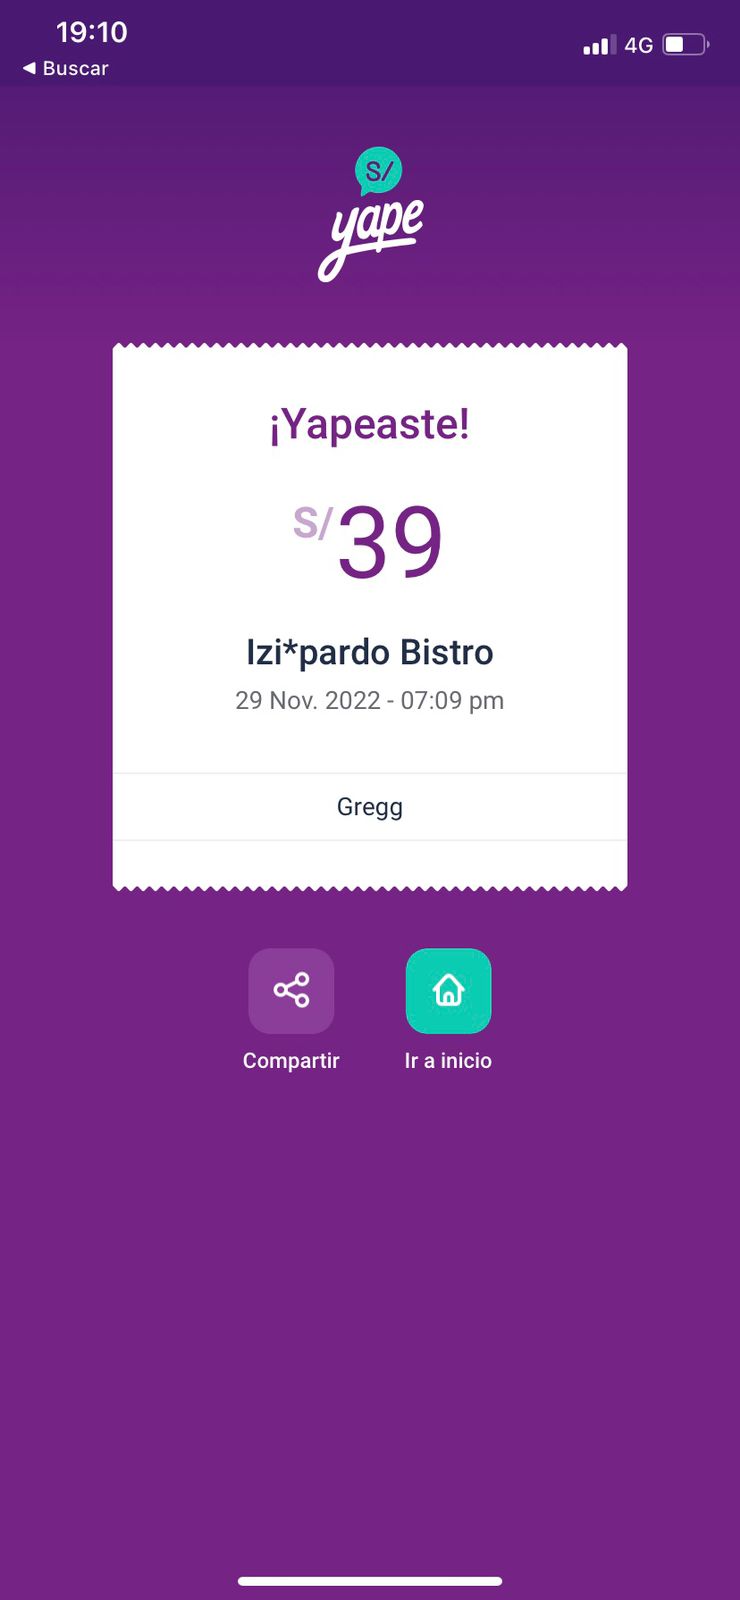 19:10
4G
◀ Buscar
S/
yape
¡Yapeaste!
S/39
Izi*pardo Bistro
29 Nov. 2022 - 07:09 pm
Gregg
Compartir
Ir a inicio